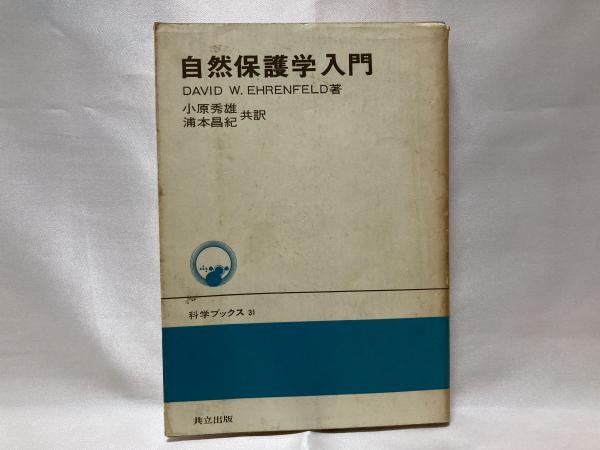 自然保護学入門
DAVID W. EHRENFELD著
小原秀雄
浦本昌紀 共訳
科学ブックス 31
共立出版